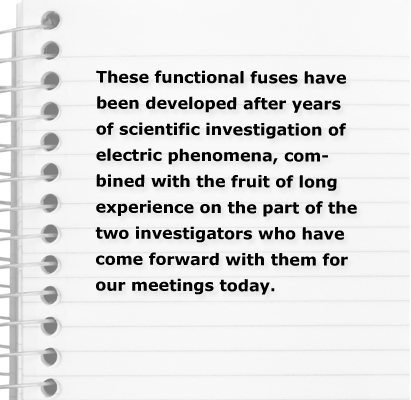 These functional fuses have
been developed after years
of scientific investigation of
electric phenomena, com-
bined with the fruit of long
experience on the part of the
two investigators who have
come forward with them for
our meetings today.